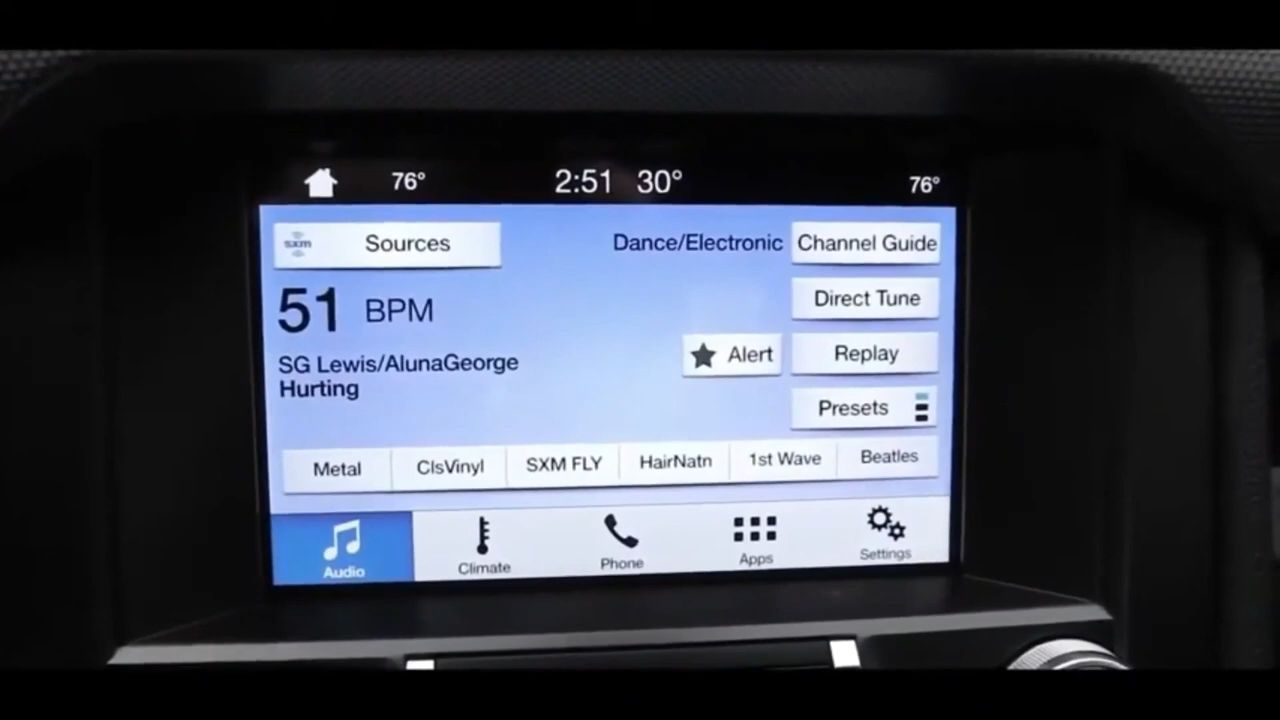 76° 2:51 30° 76°
sxm Sources Dance/Electronic Channel Guide
51 BPM Direct Tune
SG Lewis/AlunaGeorge Alert Replay
Hurting
Presets
Metal ClsVinyl SXM FLY HairNatn 1st Wave Beatles
Audio Climate Phone Apps Settings